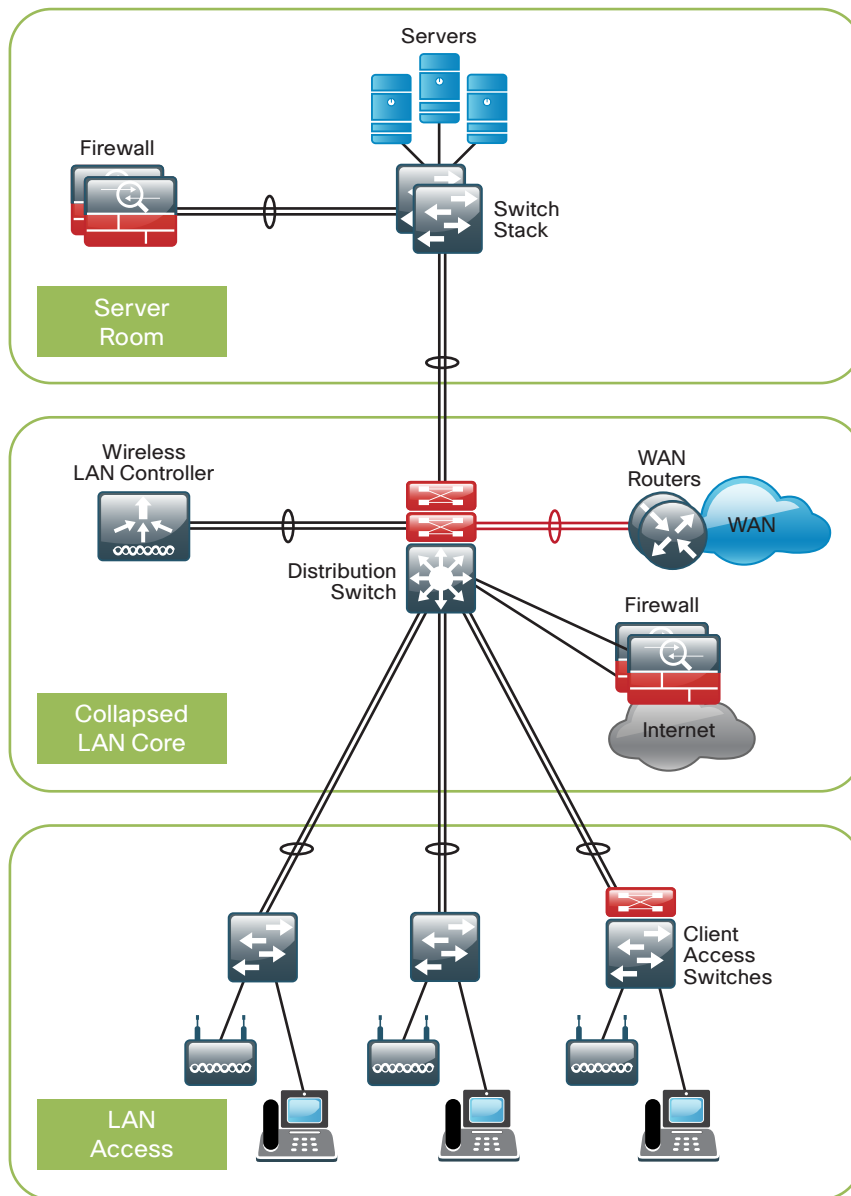 Servers
Firewall
Switch
Stack
Server
Room
Wireless
LAN Controller
WAN
Routers
WAN
Distribution
Switch
Firewall
Internet
Collapsed
LAN Core
Client
Access
Switches
LAN
Access